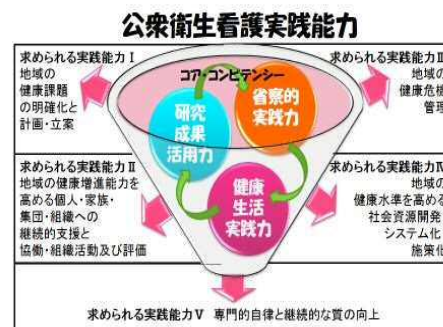 公衆衛生看護実践能力
求められる実践能力Ⅰ
地域の
健康課題
の明確化と
計画・立案
コア・コンピテンシー
研究
成果
活用力
省察的
実践力
健康
生活
実践力
求められる実践能力Ⅲ
地域の
健康危機
管理
求められる実践能力Ⅱ
地域の健康増進能力を
高める個人・家族・
集団・組織への
継続的支援と
協働・組織活動及び評価
求められる実践能力Ⅳ
地域の
健康水準を高める
社会資源開発
システム化
施策化
求められる実践能力Ⅴ 専門的自律と継続的な質の向上